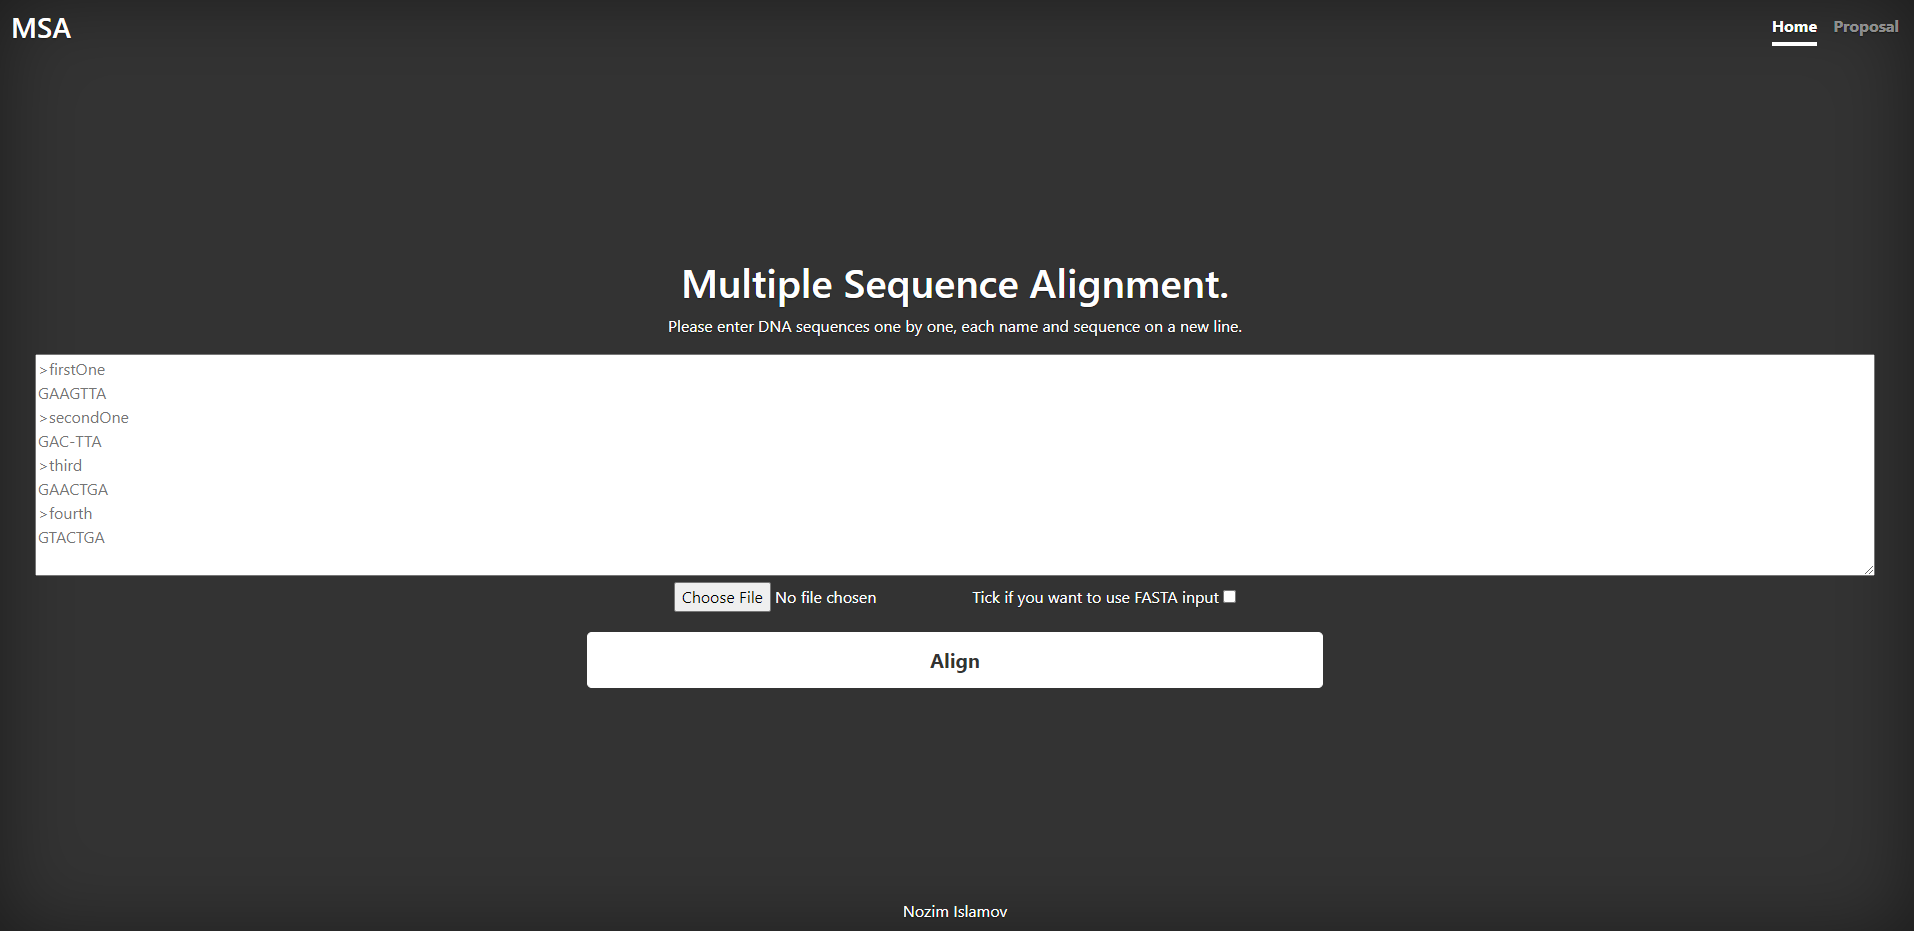 MSA
Home Proposal
Multiple Sequence Alignment.
Please enter DNA sequences one by one, each name and sequence on a new line.
>firstOne
GAAGTTA
>secondOne
GAC-TTA
>third
GAACTGA
>fourth
GTACTGA
Choose File No file chosen Tick if you want to use FASTA input
Align
Nozim Islamov